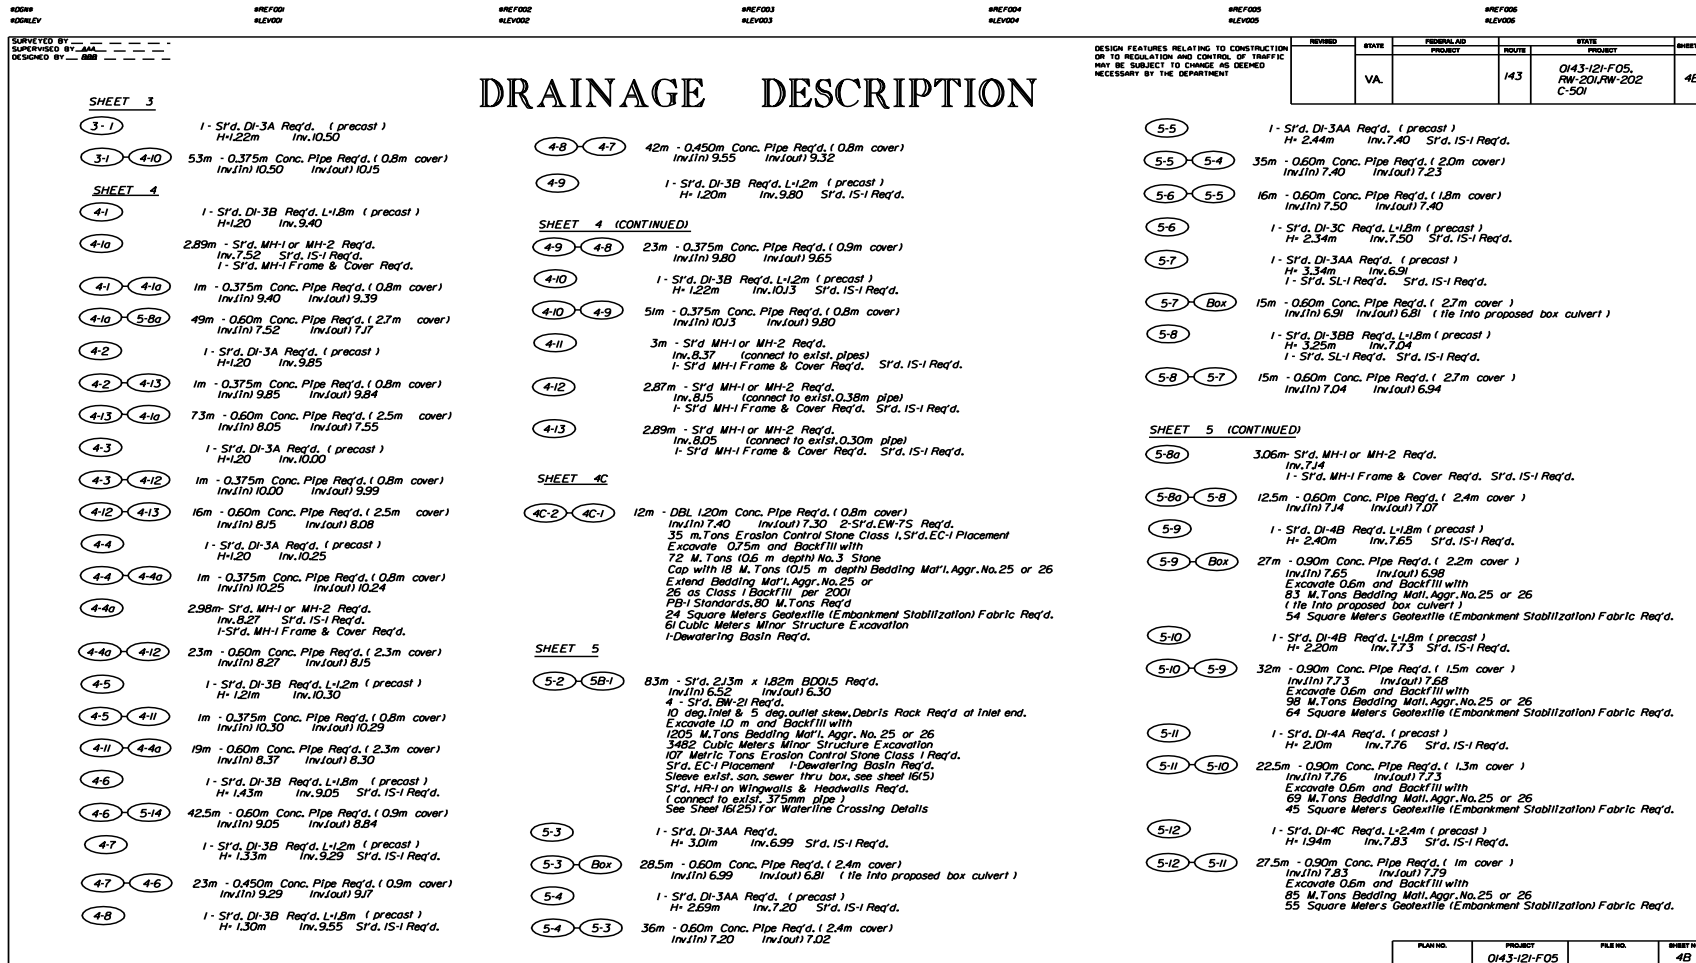 *DGN# *REF001 *REF002 *REF003 *REF004 *REF005 *REF006
*DGNLEV *LEV001 *LEV002 *LEV003 *LEV004 *LEV005 *LEV006
SURVEYED BY
SUPERVISED BY AAA
DESIGNED BY BBB
DESIGN FEATURES RELATING TO CONSTRUCTION
OR TO REGULATION AND CONTROL OF TRAFFIC
MAY BE SUBJECT TO CHANGE AS DEEMED
NECESSARY BY THE DEPARTMENT
REVISED STATE FEDERAL AID STATE SHEET
PROJECT ROUTE PROJECT
VA. 143 0143-121-F05, 4B
RW-201,RW-202
C-501
DRAINAGE DESCRIPTION
SHEET 3
3-1 1 - St'd. DI-3A Req'd. (precast)
H=1.22m Inv.10.50
3-1 4-10 53m - 0.375m Conc. Pipe Req'd. (0.8m cover)
Inv.(in) 10.50 Inv.(out) 10.15
SHEET 4
4-1 1 - St'd. DI-3B Req'd. L=1.8m (precast)
H=1.20 Inv.9.40
4-1a 2.89m - St'd. MH-1 or MH-2 Req'd.
Inv.7.52 St'd. IS-1 Req'd.
1 - St'd. MH-1 Frame & Cover Req'd.
4-1 4-1a 1m - 0.375m Conc. Pipe Req'd. (0.8m cover)
Inv.(in) 9.40 Inv.(out) 9.39
4-1a 5-8a 49m - 0.60m Conc. Pipe Req'd. (2.7m cover)
Inv.(in) 7.52 Inv.(out) 7.17
4-2 1 - St'd. DI-3A Req'd. (precast)
H=1.20 Inv.9.85
4-2 4-13 1m - 0.375m Conc. Pipe Req'd. (0.8m cover)
Inv.(in) 9.85 Inv.(out) 9.84
4-13 4-1a 73m - 0.60m Conc. Pipe Req'd. (2.5m cover)
Inv.(in) 8.05 Inv.(out) 7.55
4-3 1 - St'd. DI-3A Req'd. (precast)
H=1.20 Inv.10.00
4-3 4-12 1m - 0.375m Conc. Pipe Req'd. (0.8m cover)
Inv.(in) 10.00 Inv.(out) 9.99
4-12 4-13 16m - 0.60m Conc. Pipe Req'd. (2.5m cover)
Inv.(in) 8.15 Inv.(out) 8.08
4-4 1 - St'd. DI-3A Req'd. (precast)
H=1.20 Inv.10.25
4-4 4-4a 1m - 0.375m Conc. Pipe Req'd. (0.8m cover)
Inv.(in) 10.25 Inv.(out) 10.24
4-4a 2.98m- St'd. MH-1 or MH-2 Req'd.
Inv.8.27 St'd. IS-1 Req'd.
1-St'd. MH-1 Frame & Cover Req'd.
4-4a 4-12 23m - 0.60m Conc. Pipe Req'd. (2.3m cover)
Inv.(in) 8.27 Inv.(out) 8.15
4-5 1 - St'd. DI-3B Req'd. L=1.2m (precast)
H= 1.21m Inv.10.30
4-5 4-11 1m - 0.375m Conc. Pipe Req'd. (0.8m cover)
Inv.(in) 10.30 Inv.(out) 10.29
4-11 4-4a 19m - 0.60m Conc. Pipe Req'd. (2.3m cover)
Inv.(in) 8.37 Inv.(out) 8.30
4-6 1 - St'd. DI-3B Req'd. L=1.8m (precast)
H= 1.43m Inv.9.05 St'd. IS-1 Req'd.
4-6 5-14 42.5m - 0.60m Conc. Pipe Req'd. (0.9m cover)
Inv.(in) 9.05 Inv.(out) 8.84
4-7 1 - St'd. DI-3B Req'd. L=1.2m (precast)
H= 1.33m Inv.9.29 St'd. IS-1 Req'd.
4-7 4-6 23m - 0.450m Conc. Pipe Req'd. (0.9m cover)
Inv.(in) 9.29 Inv.(out) 9.17
4-8 1 - St'd. DI-3B Req'd. L=1.8m (precast)
H= 1.30m Inv.9.55 St'd. IS-1 Req'd.
4-8 4-7 42m - 0.450m Conc. Pipe Req'd. (0.8m cover)
Inv.(in) 9.55 Inv.(out) 9.32
4-9 1 - St'd. DI-3B Req'd. L=1.2m (precast)
H= 1.20m Inv. 9.80 St'd. IS-1 Req'd.
SHEET 4 (CONTINUED)
4-9 4-8 23m - 0.375m Conc. Pipe Req'd. (0.9m cover)
Inv.(in) 9.80 Inv.(out) 9.65
4-10 1 - St'd. DI-3B Req'd. L=1.2m (precast)
H= 1.22m Inv.10.13 St'd. IS-1 Req'd.
4-10 4-9 51m - 0.375m Conc. Pipe Req'd. (0.8m cover)
Inv.(in) 10.13 Inv.(out) 9.80
4-11 3m - St'd MH-1 or MH-2 Req'd.
Inv.8.37 (connect to exist. pipes)
1- St'd MH-1 Frame & Cover Req'd. St'd. IS-1 Req'd.
4-12 2.87m - St'd MH-1 or MH-2 Req'd.
Inv.8.15 (connect to exist.0.38m pipe)
1- St'd MH-1 Frame & Cover Req'd. St'd. IS-1 Req'd.
4-13 2.89m - St'd MH-1 or MH-2 Req'd.
Inv.8.05 (connect to exist.0.30m pipe)
1- St'd MH-1 Frame & Cover Req'd. St'd. IS-1 Req'd.
SHEET 4C
4C-2 4C-1 12m - DBL 1.20m Conc. Pipe Req'd. (0.8m cover)
Inv.(in) 7.40 Inv.(out) 7.30 2-St'd.EW-7S Req'd.
35 m.Tons Erosion Control Stone Class 1,St'd.EC-1 Placement
Excavate 0.75m and Backfill with
72 M.Tons (0.6 m depth) No.3 Stone
Cap with 18 M. Tons (0.15 m depth) Bedding Mat'l.Aggr.No.25 or 26
Extend Bedding Mat'l.Aggr.No.25 or
26 as Class 1 Backfill per 2001
PB-1 Standards.80 M.Tons Req'd
24 Square Meters Geotextile (Embankment Stabilization) Fabric Req'd.
61 Cubic Meters Minor Structure Excavation
1-Dewatering Basin Req'd.
SHEET 5
5-2 5B-1 83m - St'd. 2.13m x 1.82m BD01.5 Req'd.
Inv.(in) 6.52 Inv.(out) 6.30
4 - St'd. BW-21 Req'd.
10 deg.inlet & 5 deg.outlet skew,Debris Rack Req'd at inlet end.
Excavate 1.0 m and Backfill with
1205 M.Tons Bedding Mat'l. Aggr. No. 25 or 26
3482 Cubic Meters Minor Structure Excavation
107 Metric Tons Erosion Control Stone Class 1 Req'd.
St'd. EC-1 Placement 1-Dewatering Basin Req'd.
Sleeve exist. san. sewer thru box, see sheet 16(5)
St'd. HR-1 on Wingwalls & Headwalls Req'd.
(connect to exist. 375mm pipe)
See Sheet 16(25) for Waterline Crossing Details
5-3 1 - St'd. DI-3AA Req'd.
H= 3.01m Inv.6.99 St'd. IS-1 Req'd.
5-3 Box 28.5m - 0.60m Conc. Pipe Req'd. (2.4m cover)
Inv.(in) 6.99 Inv.(out) 6.81 (tie into proposed box culvert)
5-4 1 - St'd. DI-3AA Req'd. (precast)
H= 2.69m Inv.7.20 St'd. IS-1 Req'd.
5-4 5-3 36m - 0.60m Conc. Pipe Req'd. (2.4m cover)
Inv.(in) 7.20 Inv.(out) 7.02
5-5 1 - St'd. DI-3AA Req'd. (precast)
H= 2.44m Inv.7.40 St'd. IS-1 Req'd.
5-5 5-4 35m - 0.60m Conc. Pipe Req'd. (2.0m cover)
Inv.(in) 7.40 Inv.(out) 7.23
5-6 5-5 16m - 0.60m Conc. Pipe Req'd. (1.8m cover)
Inv.(in) 7.50 Inv.(out) 7.40
5-6 1 - St'd. DI-3C Req'd. L=1.8m (precast)
H= 2.34m Inv.7.50 St'd. IS-1 Req'd.
5-7 1 - St'd. DI-3AA Req'd. (precast)
H= 3.34m Inv.6.91
1 - St'd. SL-1 Req'd. St'd. IS-1 Req'd.
5-7 Box 15m - 0.60m Conc. Pipe Req'd. ( 2.7m cover )
Inv.(in) 6.91 Inv.(out) 6.81 (tie into proposed box culvert)
5-8 1 - St'd. DI-3BB Req'd. L=1.8m (precast)
H= 3.25m Inv.7.04
1 - St'd. SL-1 Req'd. St'd. IS-1 Req'd.
5-8 5-7 15m - 0.60m Conc. Pipe Req'd. ( 2.7m cover )
Inv.(in) 7.04 Inv.(out) 6.94
SHEET 5 (CONTINUED)
5-8a 3.06m- St'd. MH-1 or MH-2 Req'd.
Inv.7.14
1 - St'd. MH-1 Frame & Cover Req'd. St'd. IS-1 Req'd.
5-8a 5-8 12.5m - 0.60m Conc. Pipe Req'd. ( 2.4m cover )
Inv.(in) 7.14 Inv.(out) 7.07
5-9 1 - St'd. DI-4B Req'd. L=1.8m (precast)
H= 2.40m Inv.7.65 St'd. IS-1 Req'd.
5-9 Box 27m - 0.90m Conc. Pipe Req'd. ( 2.2m cover )
Inv.(in) 7.65 Inv.(out) 6.98
Excavate 0.6m and Backfill with
83 M.Tons Bedding Mat'l. Aggr.No. 25 or 26
(tie into proposed box culvert)
54 Square Meters Geotextile (Embankment Stabilization) Fabric Req'd.
5-10 1 - St'd. DI-4B Req'd. L=1.8m (precast)
H= 2.20m Inv.7.73 St'd. IS-1 Req'd.
5-10 5-9 32m - 0.90m Conc. Pipe Req'd. ( 1.5m cover )
Inv.(in) 7.73 Inv.(out) 7.68
Excavate 0.6m and Backfill with
98 M.Tons Bedding Mat'l. Aggr.No.25 or 26
64 Square Meters Geotextile (Embankment Stabilization) Fabric Req'd.
5-11 1 - St'd. DI-4A Req'd. (precast)
H= 2.10m Inv.7.76 St'd. IS-1 Req'd.
5-11 5-10 22.5m - 0.90m Conc. Pipe Req'd. ( 1.3m cover )
Inv.(in) 7.76 Inv.(out) 7.73
Excavate 0.6m and Backfill with
69 M.Tons Bedding Matl.Aggr.No.25 or 26
45 Square Meters Geotextile (Embankment Stabilization) Fabric Req'd.
5-12 1 - St'd. DI-4C Req'd. L=2.4m (precast)
H= 1.94m Inv.7.83 St'd. IS-1 Req'd.
5-12 5-11 27.5m - 0.90m Conc. Pipe Req'd. ( 1m cover )
Inv.(in) 7.83 Inv.(out) 7.79
Excavate 0.6m and Backfill with
85 M.Tons Bedding Matl.Aggr.No.25 or 26
55 Square Meters Geotextile (Embankment Stabilization) Fabric Req'd.
PLAN NO. PROJECT FILE NO. SHEET NO.
0143-121-F05 4B